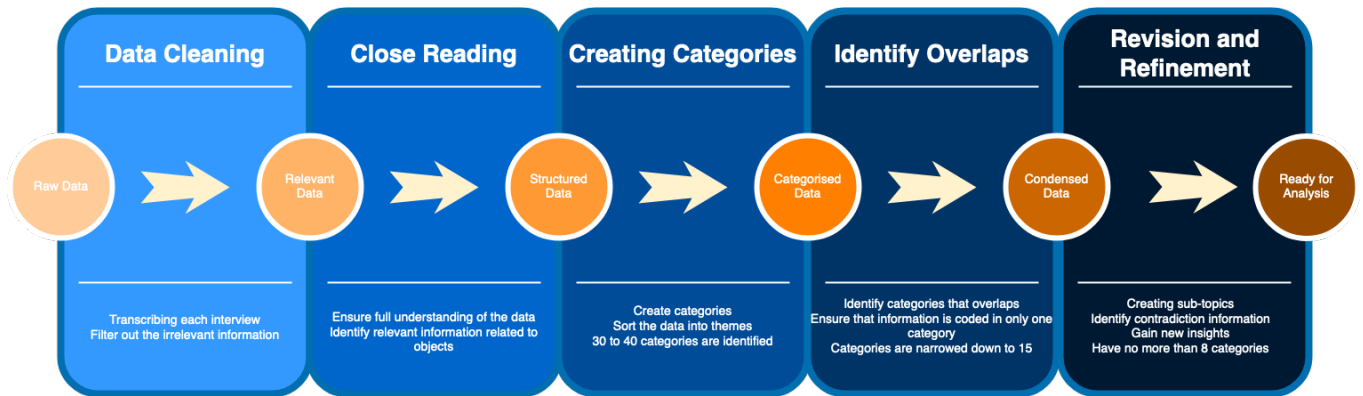 Data Cleaning
Close Reading
Creating Categories
Identify Overlaps
Revision and
Refinement
Raw Data
Relevant
Data
Structured
Data
Categorised
Data
Condensed
Data
Ready for
Analysis
Transcribing each interview
Filter out the irrelevant information
Ensure full understanding of the data
Identify relevant information related to
objects
Create categories
Sort the data into themes
30 to 40 categories are identified
Identify categories that overlaps
Ensure that information is coded in only one
category
Categories are narrowed down to 15
Creating sub-topics
Identify contradiction information
Gain new insights
Have no more than 8 categories